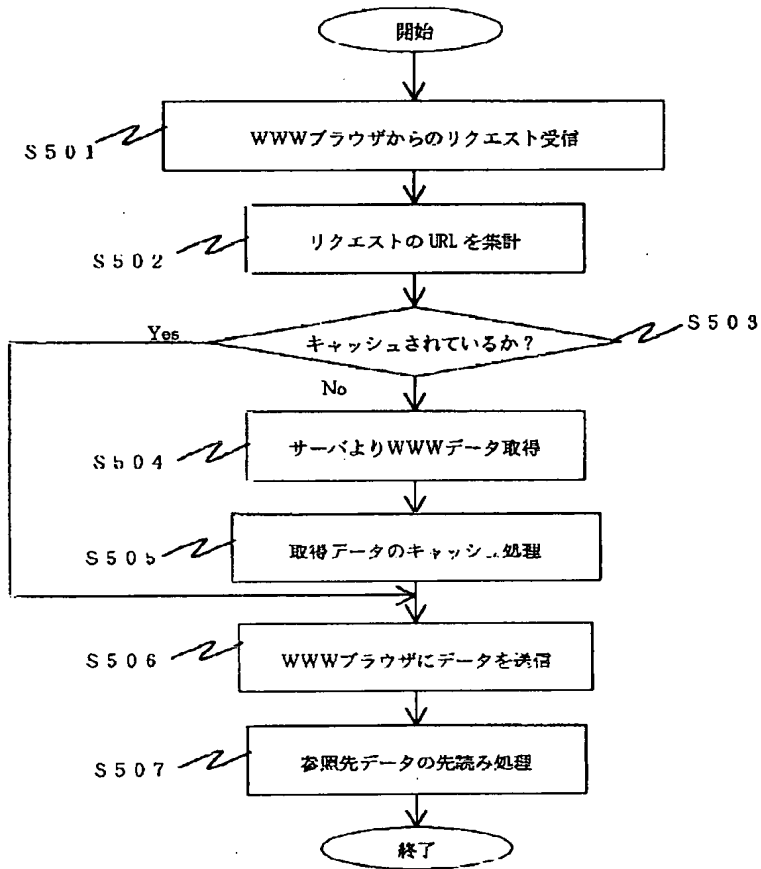 開始
S501
WWWブラウザからのリクエスト受信
S502
リクエストのURLを集計
S503
キャッシュされているか？
Yes
No
S504
サーバよりWWWデータ取得
S505
取得データのキャッシュ処理
S506
WWWブラウザにデータを送信
S507
参照先データの先読み処理
終了